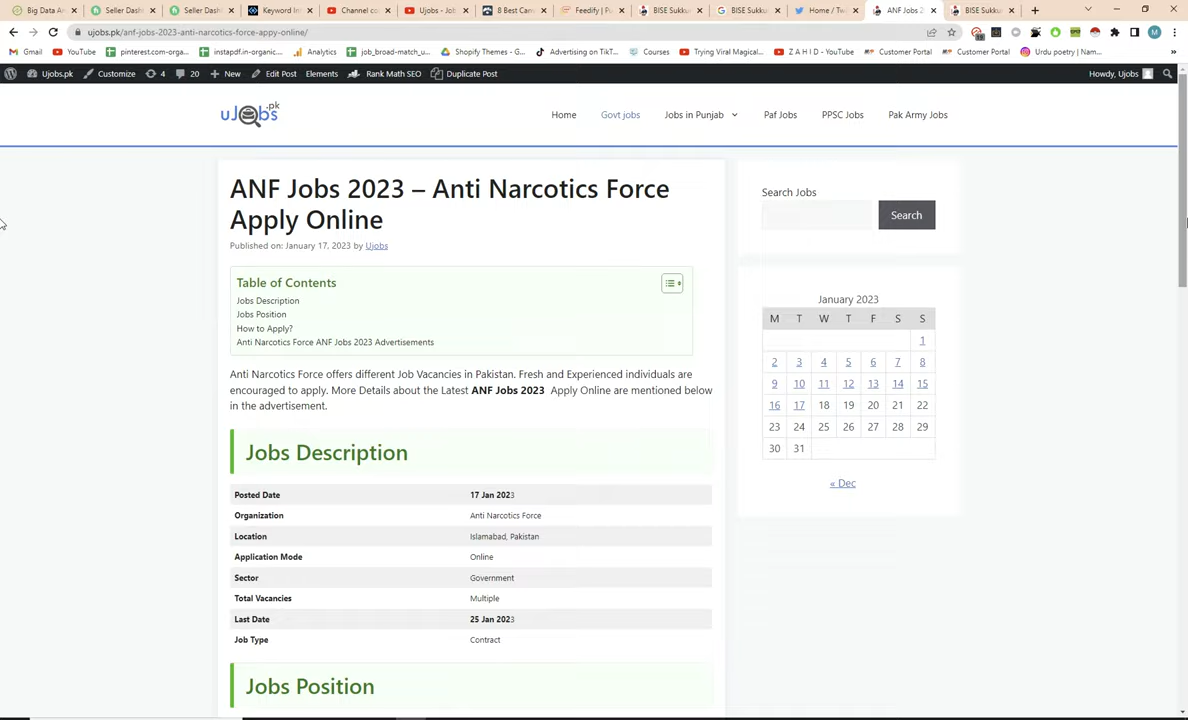 Big Data An
Seller Dash
Seller Dash
Keyword In
Channel co
Ujobs - Jo
8 Best Can
Feedify | Pu
BISE Sukku
BISE Sukku
Home / Tw
ANF Jobs 2
BISE Sukku
ujobs.pk/anf-jobs-2023-anti-narcotics-force-appy-online/
Gmail
YouTube
pinterest.com-orga...
instapdf.in-organic...
Analytics
job_broad-match_u...
Shopify Themes - G...
Advertising on TikT...
Courses
Trying Viral Magical...
Z A H I D - YouTube
Customer Portal
Customer Portal
Urdu poetry | Nam...
Ujobs.pk
Customize
4
20
New
Edit Post
Elements
Rank Math SEO
Duplicate Post
Howdy, Ujobs
uJobs.pk
Home
Govt jobs
Jobs in Punjab
Paf Jobs
PPSC Jobs
Pak Army Jobs
ANF Jobs 2023 – Anti Narcotics Force
Apply Online
Published on: January 17, 2023 by Ujobs
Table of Contents
Jobs Description
Jobs Position
How to Apply?
Anti Narcotics Force ANF Jobs 2023 Advertisements
Anti Narcotics Force offers different Job Vacancies in Pakistan. Fresh and Experienced individuals are
encouraged to apply. More Details about the Latest ANF Jobs 2023 Apply Online are mentioned below
in the advertisement.
Jobs Description
Posted Date 17 Jan 2023
Organization Anti Narcotics Force
Location Islamabad, Pakistan
Application Mode Online
Sector Government
Total Vacancies Multiple
Last Date 25 Jan 2023
Job Type Contract
Jobs Position
Search Jobs
Search
January 2023
M T W T F S S
1
2 3 4 5 6 7 8
9 10 11 12 13 14 15
16 17 18 19 20 21 22
23 24 25 26 27 28 29
30 31
« Dec